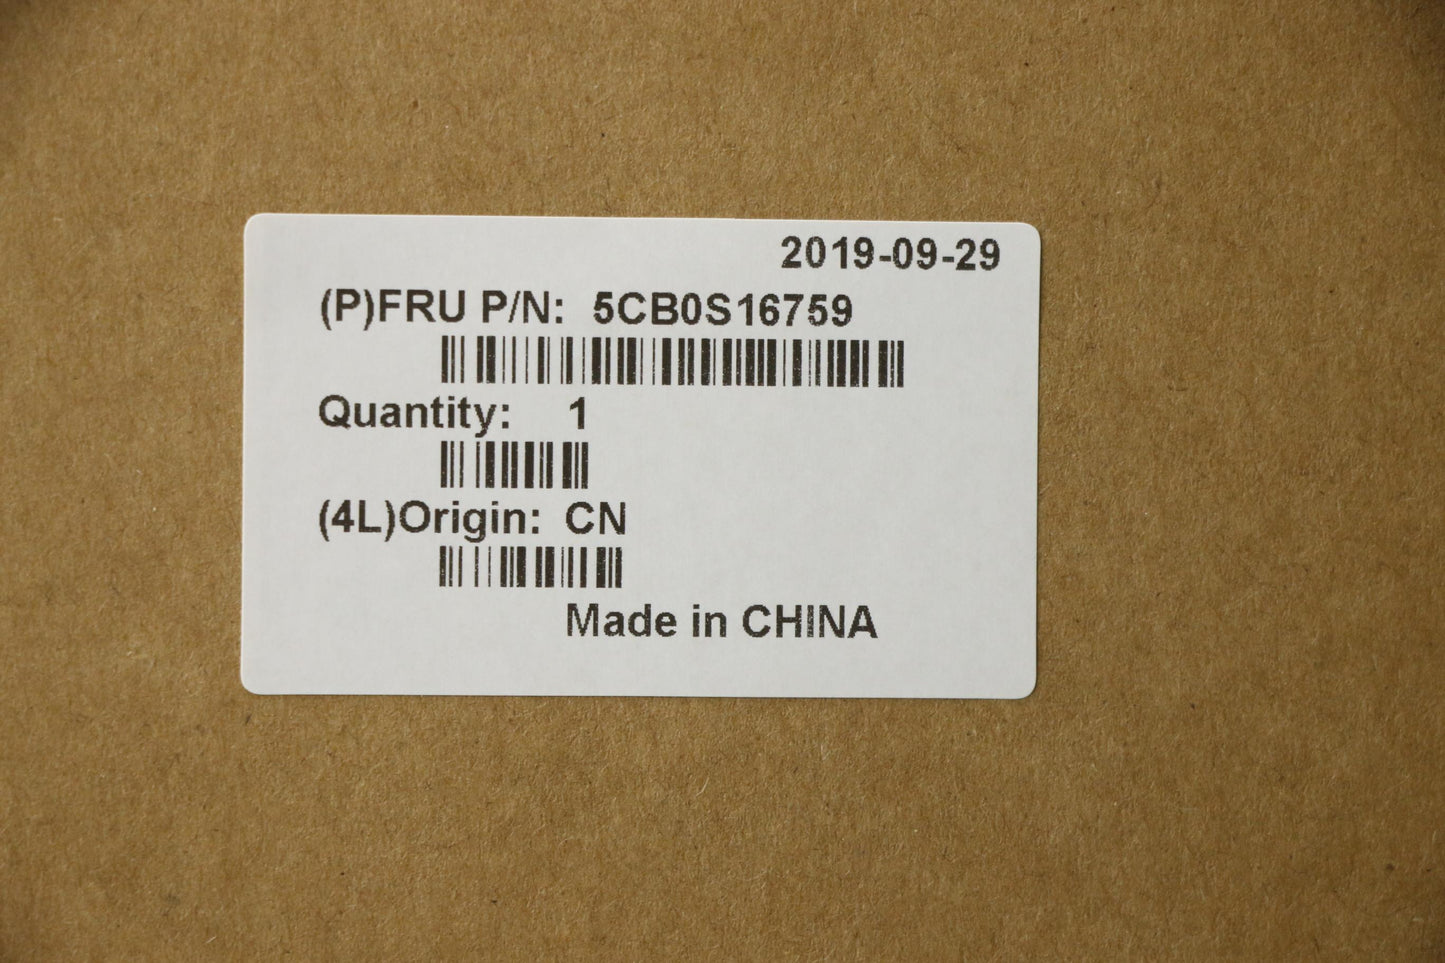 2019-09-29
(P)FRU P/N: 5CB0S16759
Quantity: 1
(4L)Origin: CN
Made in CHINA